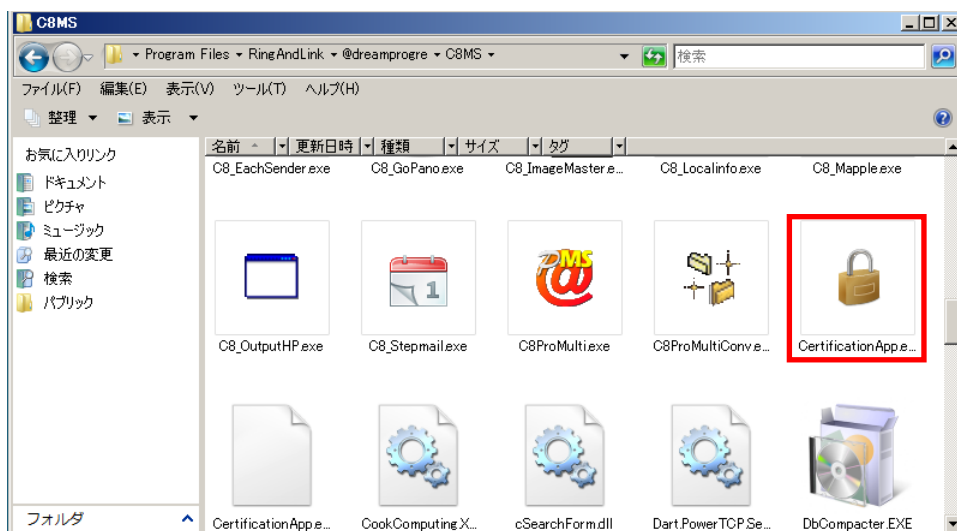 C8MS
Program Files ▾ RingAndLink ▾ @dreamprogre ▾ C8MS ▾
検索
ファイル(F) 編集(E) 表示(V) ツール(T) ヘルプ(H)
整理 ▼ 表示 ▼
お気に入りリンク
ドキュメント
ピクチャ
ミュージック
最近の変更
検索
パブリック
フォルダ
名前 更新日時 種類 サイズ タグ
C8_EachSender.exe C8_GoPano.exe C8_ImageMaster.e... C8_Localinfo.exe C8_Mapple.exe
1
MS
C8_OutputHP.exe C8_Stepmail.exe C8ProMulti.exe C8ProMultiConv.e... CertificationApp.e...
CertificationApp.e... CookComputing.X... cSearchForm.dll Dart.PowerTCP.Se... DbCompacter.EXE